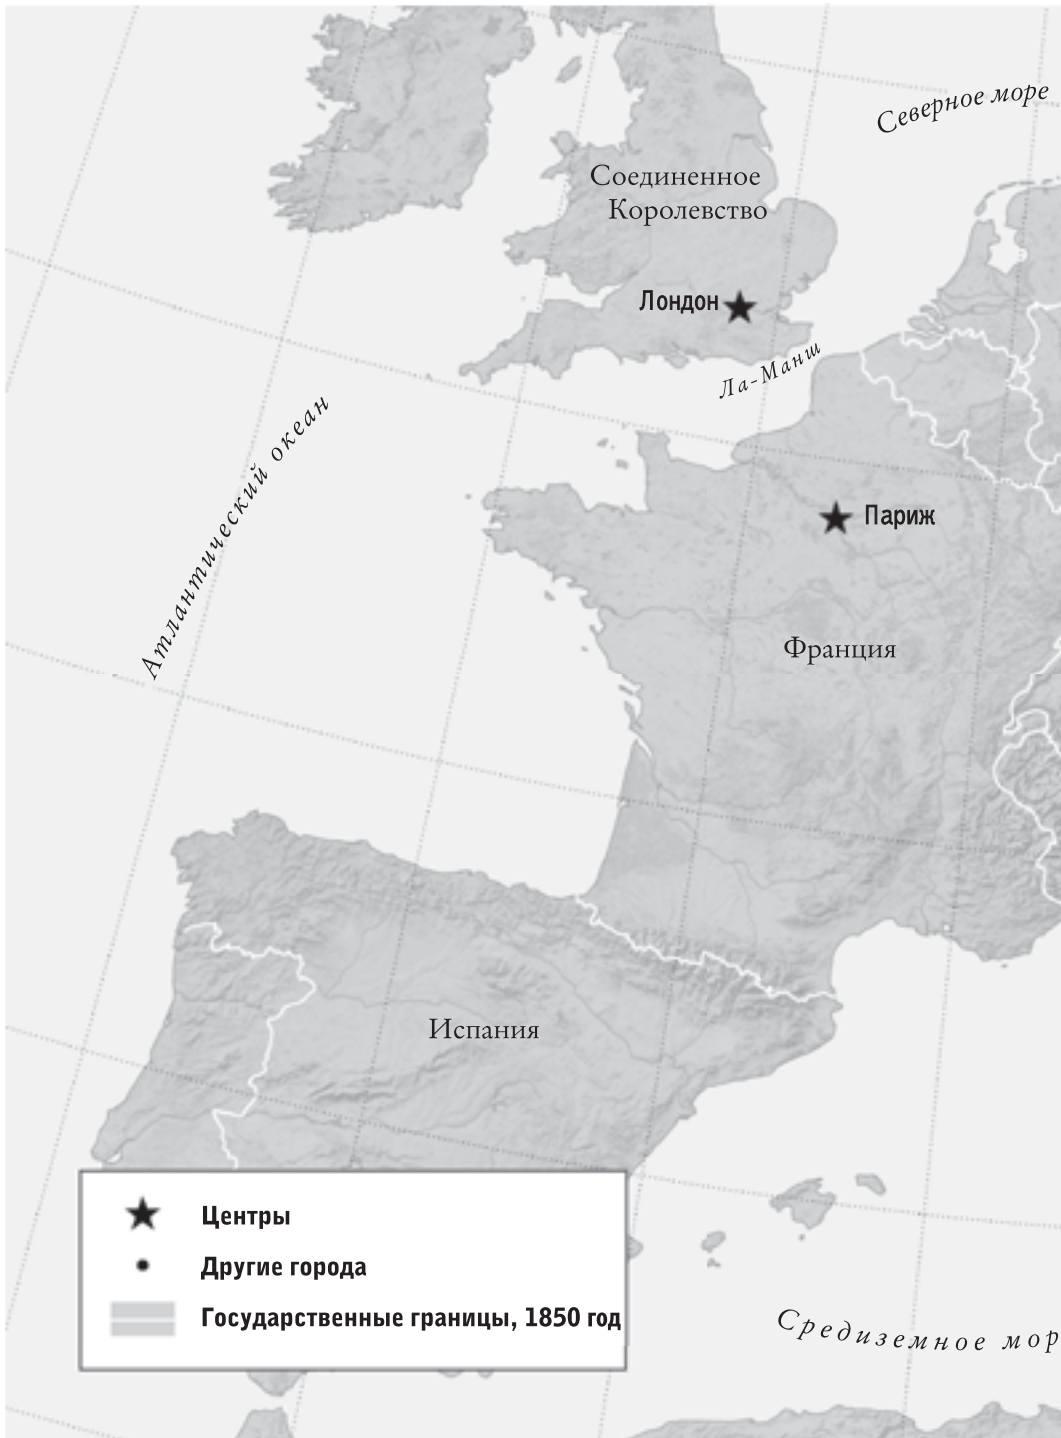 Северное море
Соединенное
Королевство
Лондон
Ла-Манш
Атлантический океан
Париж
Франция
Испания
Центры
Другие города
Государственные границы, 1850 год
Средиземное мор